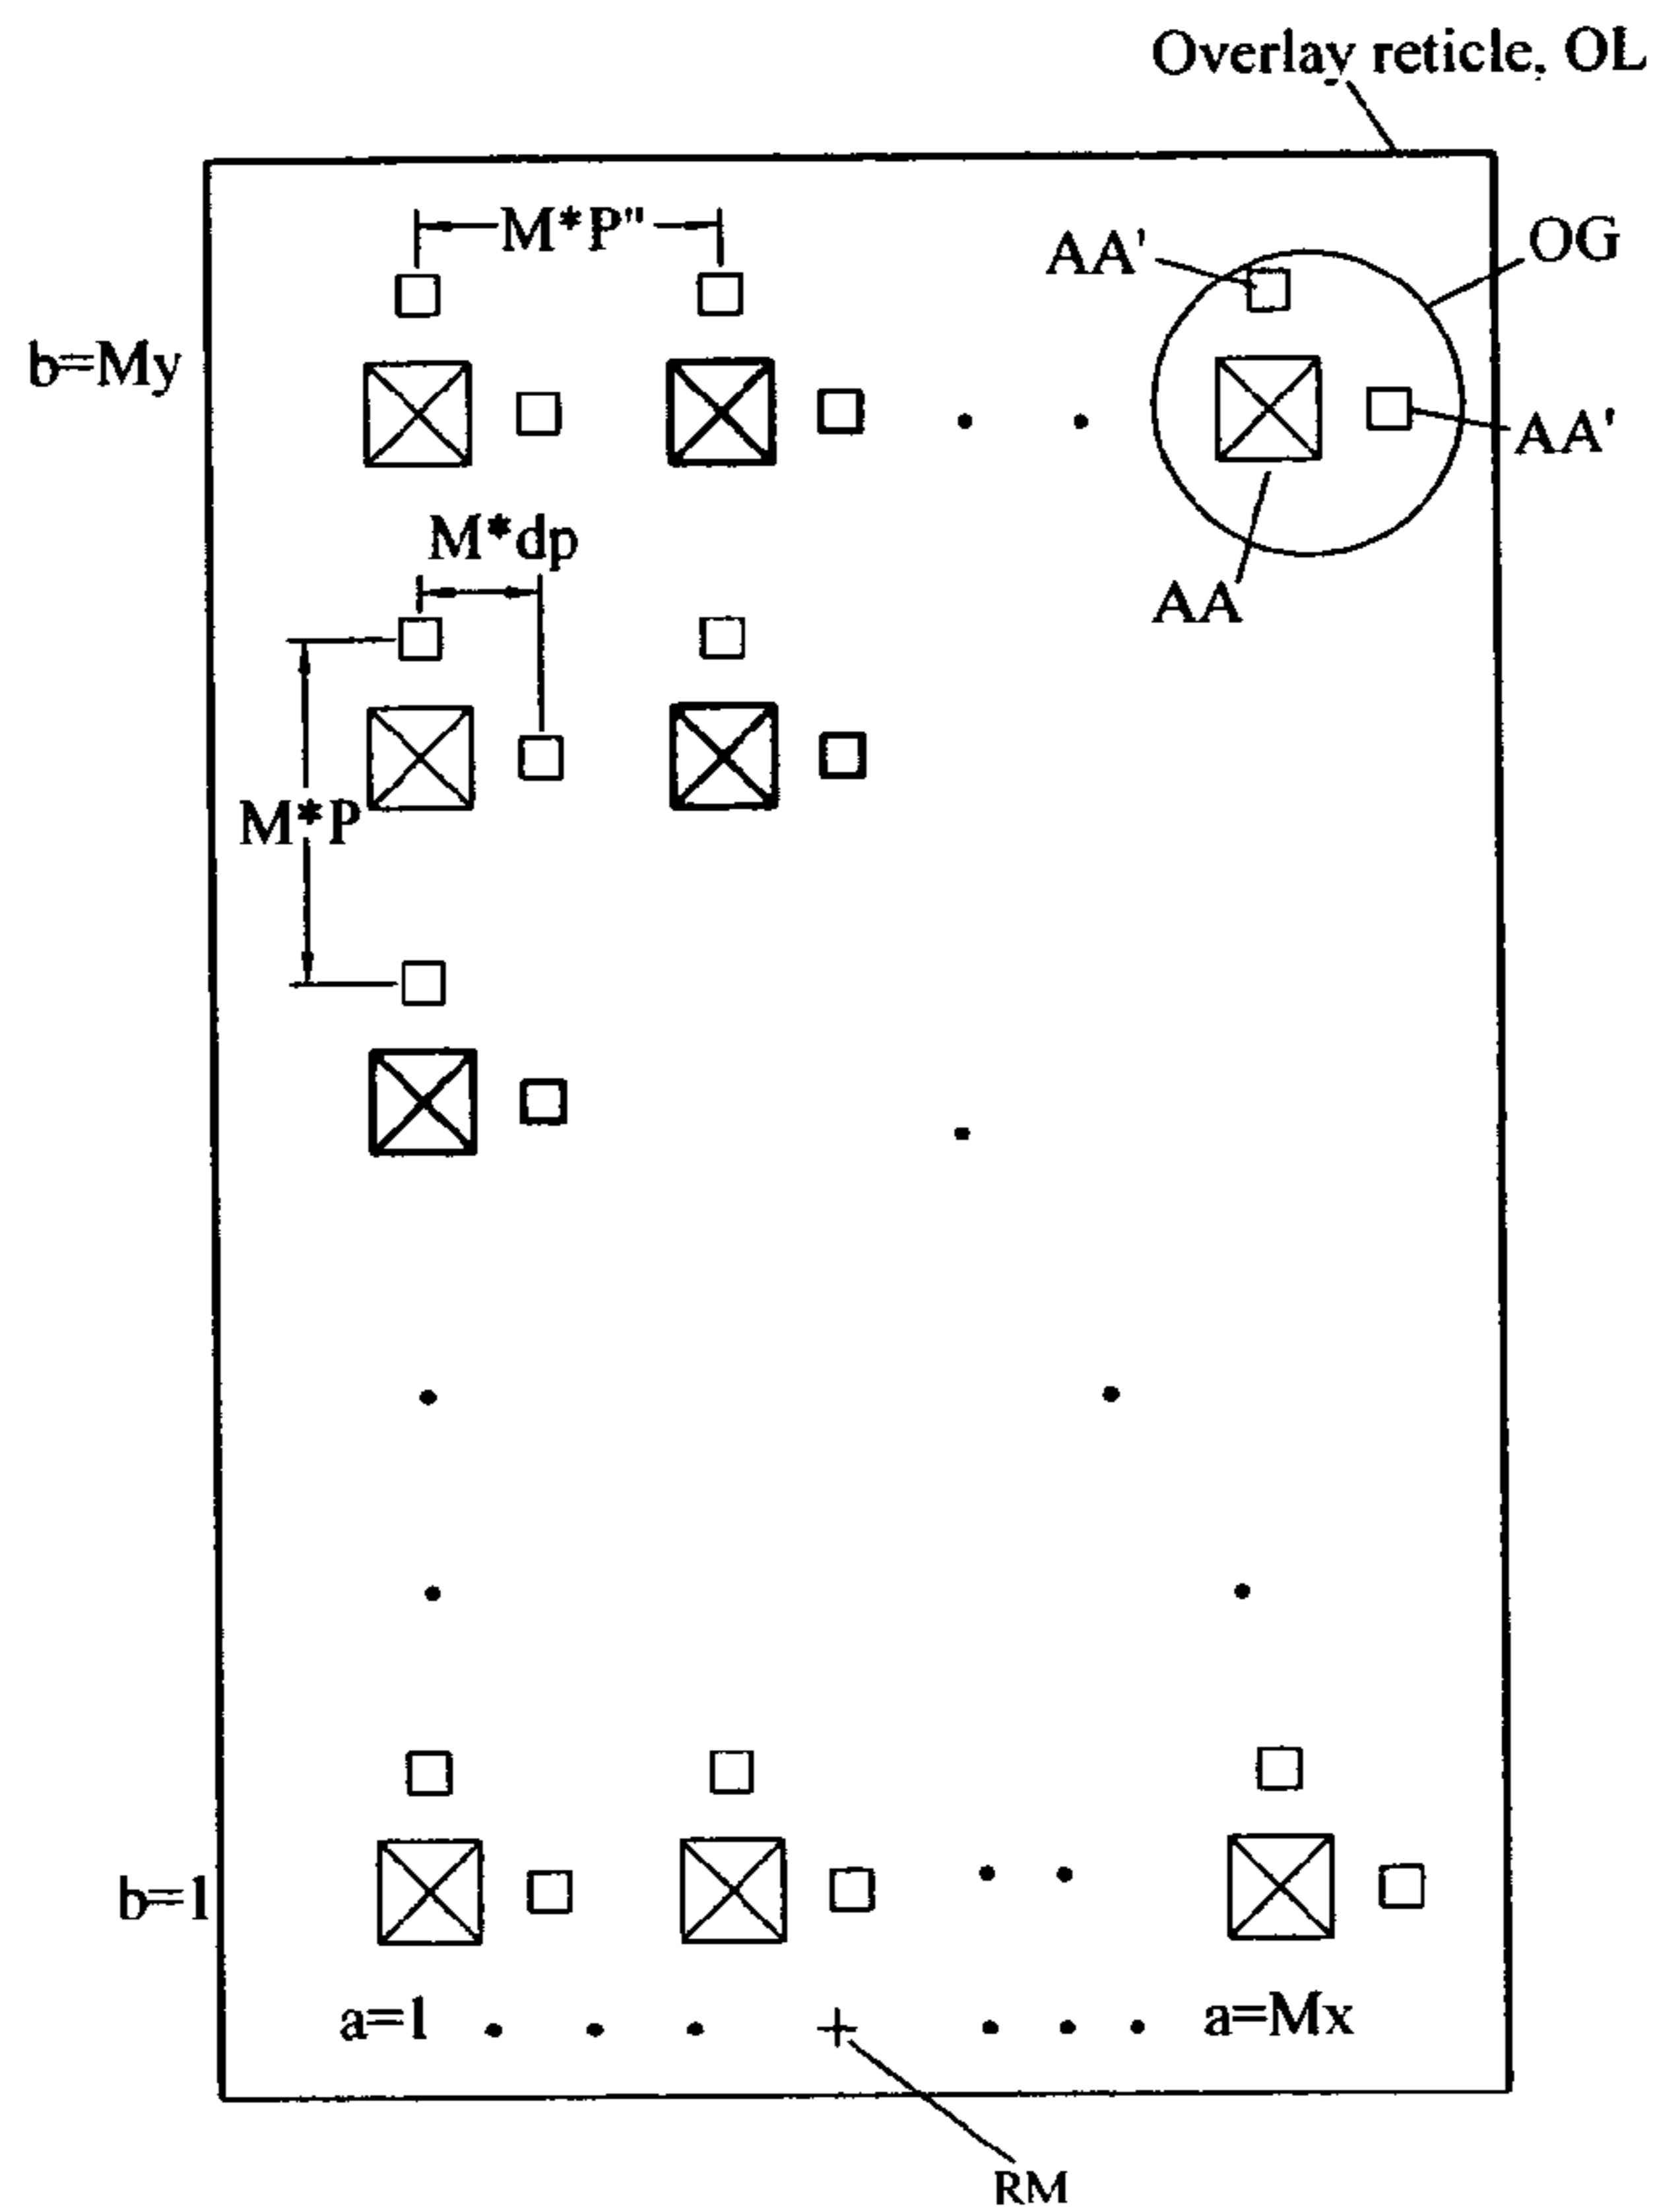 Overlay reticle, OL
M*P"
AA'
OG
b=My
AA'
M*dp
AA
M*P
b=1
a=1
a=Mx
RM